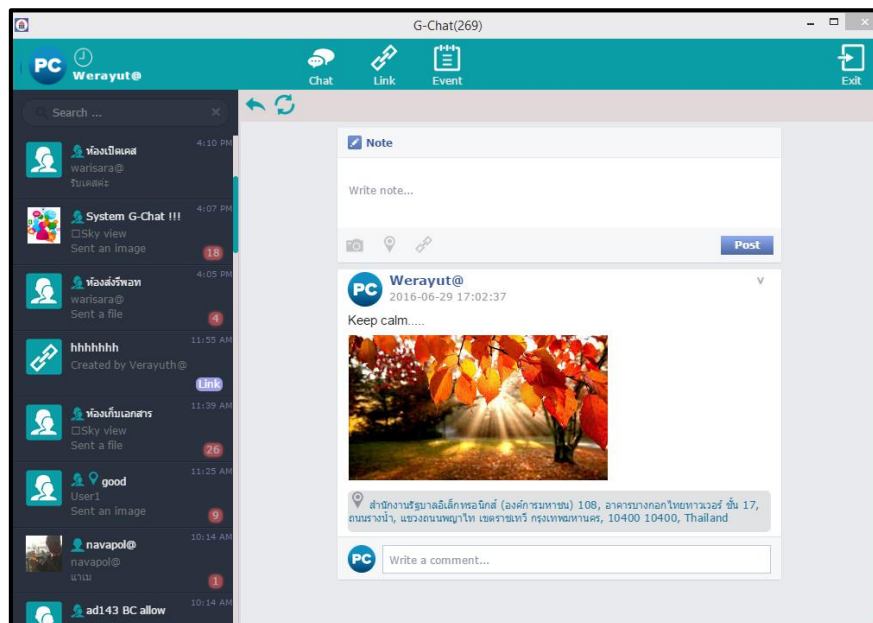 G-Chat(269)
PC
Werayut@
Chat
Link
Event
Exit
Search ...
ห้องเปิดเคส
4:10 PM
warisara@
รับเคสค่ะ
System G-Chat !!!
4:07 PM
□Sky view
Sent an image
18
ห้องส่งรีพอท
4:05 PM
warisara@
Sent a file
4
hhhhhhh
11:55 AM
Created by Verayuth@
Link
ห้องเก็บเอกสาร
11:39 AM
□Sky view
Sent a file
26
good
11:25 AM
User1
Sent an image
9
navapol@
10:14 AM
navapol@
นาเม
1
ad143 BC allow
10:14 AM
Note
Write note...
Post
PC
Werayut@
2016-06-29 17:02:37
Keep calm.....
สำนักงานรัฐบาลอิเล็กทรอนิกส์ (องค์การมหาชน) 108, อาคารบางกอกไทยทาวเวอร์ ชั้น 17,
ถนนรางน้ำ, แขวงถนนพญาไท เขตราชเทวี กรุงเทพมหานคร, 10400 10400, Thailand
PC
Write a comment...